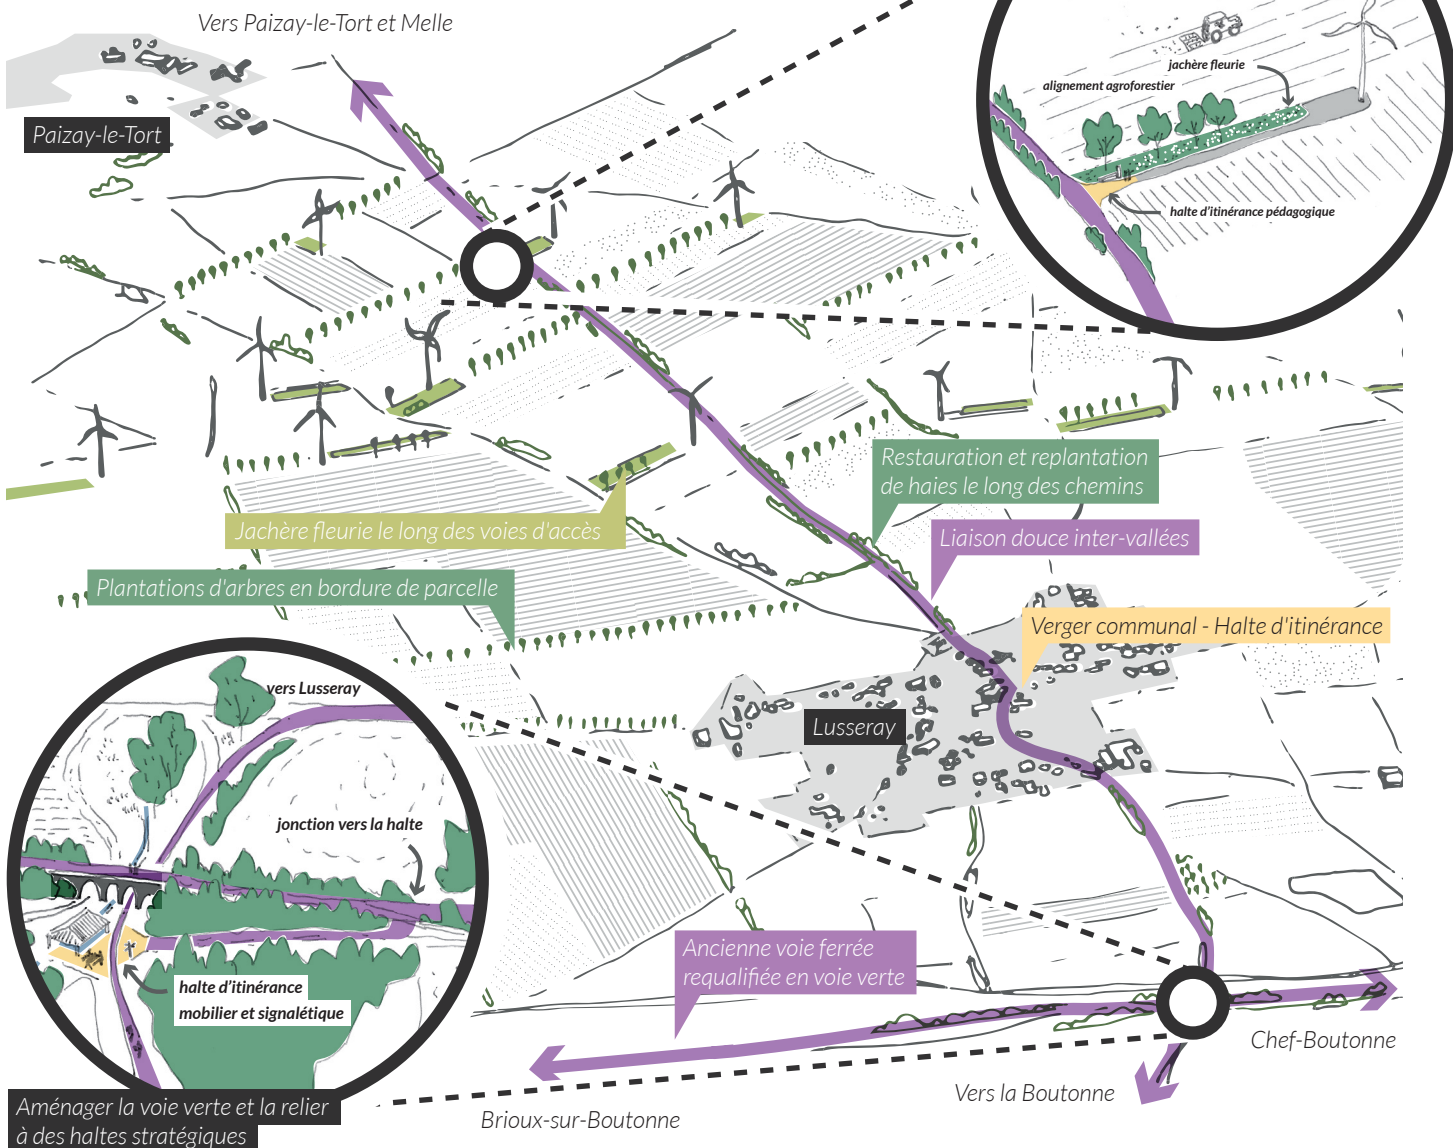 Vers Paizay-le-Tort et Melle
Paizay-le-Tort
jachère fleurie
alignement agroforestier
halte d'itinérance pédagogique
Restauration et replantation
de haies le long des chemins
Jachère fleurie le long des voies d'accès
Liaison douce inter-vallées
Plantations d'arbres en bordure de parcelle
Verger communal - Halte d'itinérance
Lusseray
vers Lusseray
jonction vers la halte
halte d'itinérance
mobilier et signalétique
Ancienne voie ferrée
requalifiée en voie verte
Chef-Boutonne
Vers la Boutonne
Brioux-sur-Boutonne
Aménager la voie verte et la relier
à des haltes stratégiques